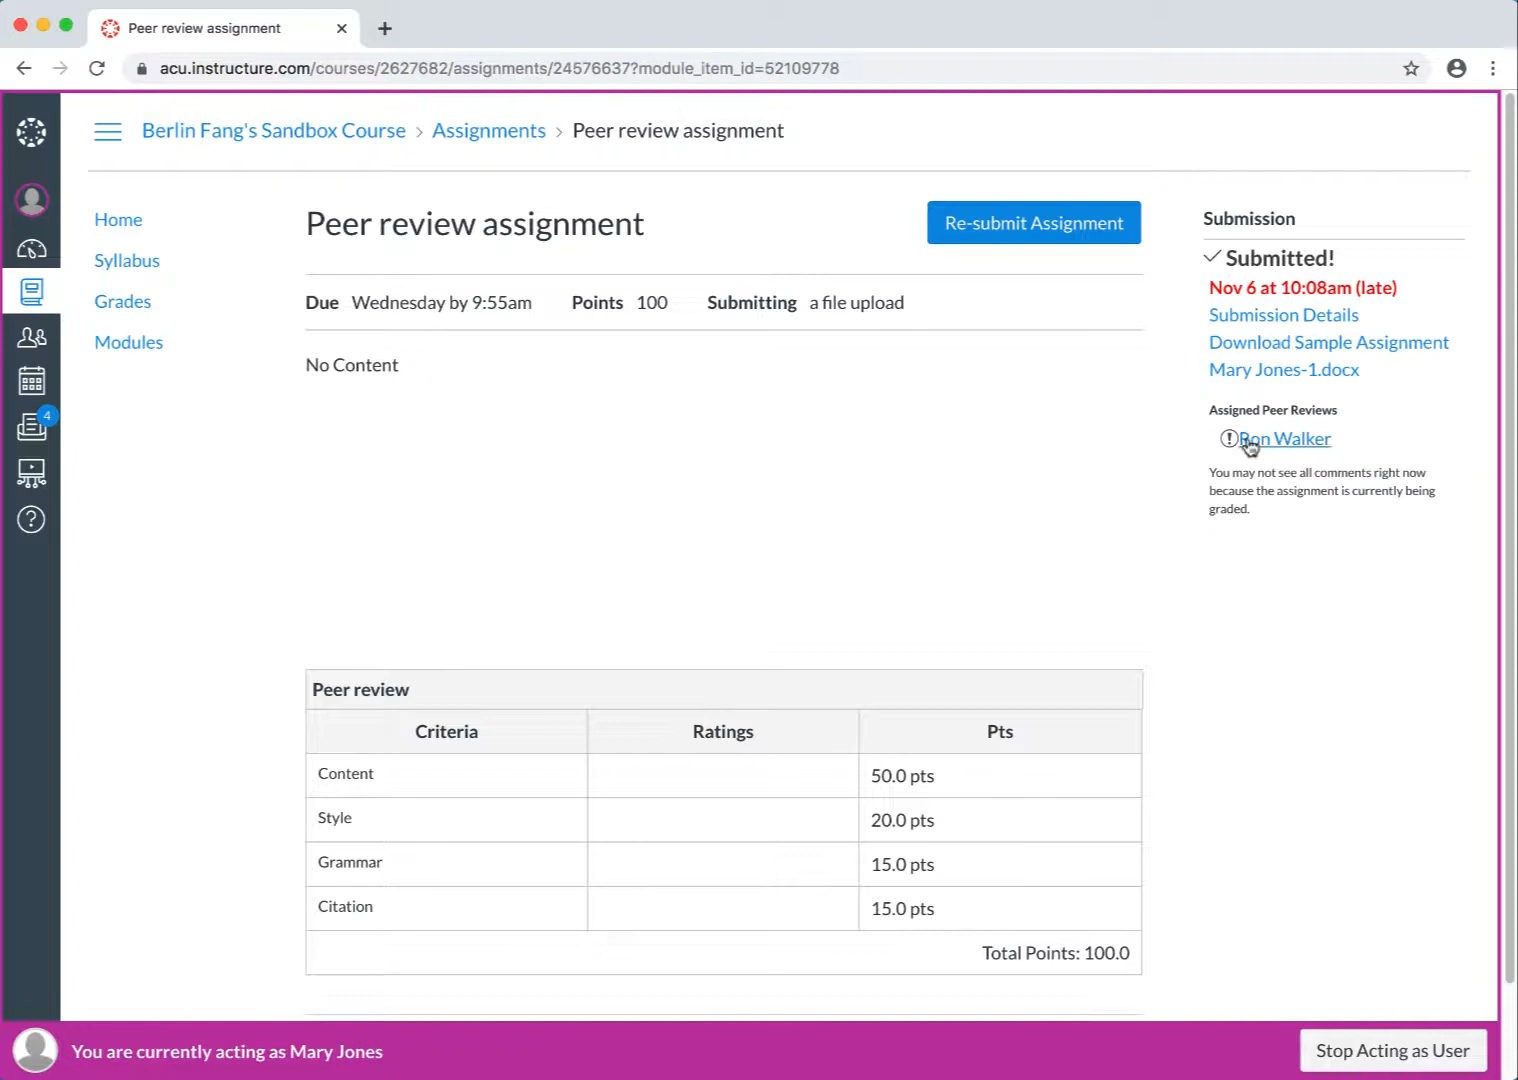 Peer review assignment
acu.instructure.com/courses/2627682/assignments/24576637?module_item_id=52109778
Berlin Fang's Sandbox Course > Assignments > Peer review assignment
Home
Syllabus
Grades
Modules
4
Peer review assignment
Re-submit Assignment
Due Wednesday by 9:55am Points 100 Submitting a file upload
No Content
Submission
Submitted!
Nov 6 at 10:08am (late)
Submission Details
Download Sample Assignment
Mary Jones-1.docx
Assigned Peer Reviews
Ron Walker
You may not see all comments right now
because the assignment is currently being
graded.
Peer review
Criteria Ratings Pts
Content 50.0 pts
Style 20.0 pts
Grammar 15.0 pts
Citation 15.0 pts
Total Points: 100.0
You are currently acting as Mary Jones
Stop Acting as User